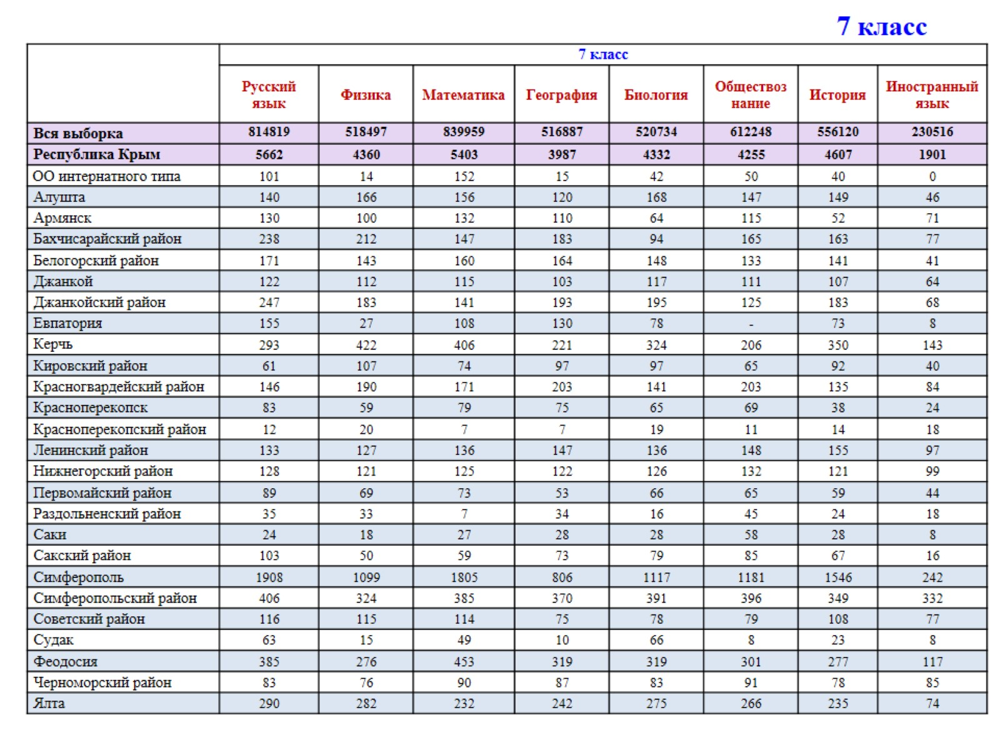 7 класс
7 класс
Русский язык Физика Математика География Биология Обществоз нание История Иностранный язык
Вся выборка 814819 518497 839959 516887 520734 612248 556120 230516
Республика Крым 5662 4360 5403 3987 4332 4255 4607 1901
ОО интернатного типа 101 14 152 15 42 50 40 0
Алушта 140 166 156 120 168 147 149 46
Армянск 130 100 132 110 64 115 52 71
Бахчисарайский район 238 212 147 183 94 165 163 77
Белогорский район 171 143 160 164 148 133 141 41
Джанкой 122 112 115 103 117 111 107 64
Джанкойский район 247 183 141 193 195 125 183 68
Евпатория 155 27 108 130 78 - 73 8
Керчь 293 422 406 221 324 206 350 143
Кировский район 61 107 74 97 97 65 92 40
Красногвардейский район 146 190 171 203 141 203 135 84
Красноперекопск 83 59 79 75 65 69 38 24
Красноперекопский район 12 20 7 7 19 11 14 18
Ленинский район 133 127 136 147 136 148 155 97
Нижнегорский район 128 121 125 122 126 132 121 99
Первомайский район 89 69 73 53 66 65 59 44
Раздольненский район 35 33 7 34 16 45 24 18
Саки 24 18 27 28 28 58 28 8
Сакский район 103 50 59 73 79 85 67 16
Симферополь 1908 1099 1805 806 1117 1181 1546 242
Симферопольский район 406 324 385 370 391 396 349 332
Советский район 116 115 114 75 78 79 108 77
Судак 63 15 49 10 66 8 23 8
Феодосия 385 276 453 319 319 301 277 117
Черноморский район 83 76 90 87 83 91 78 85
Ялта 290 282 232 242 275 266 235 74